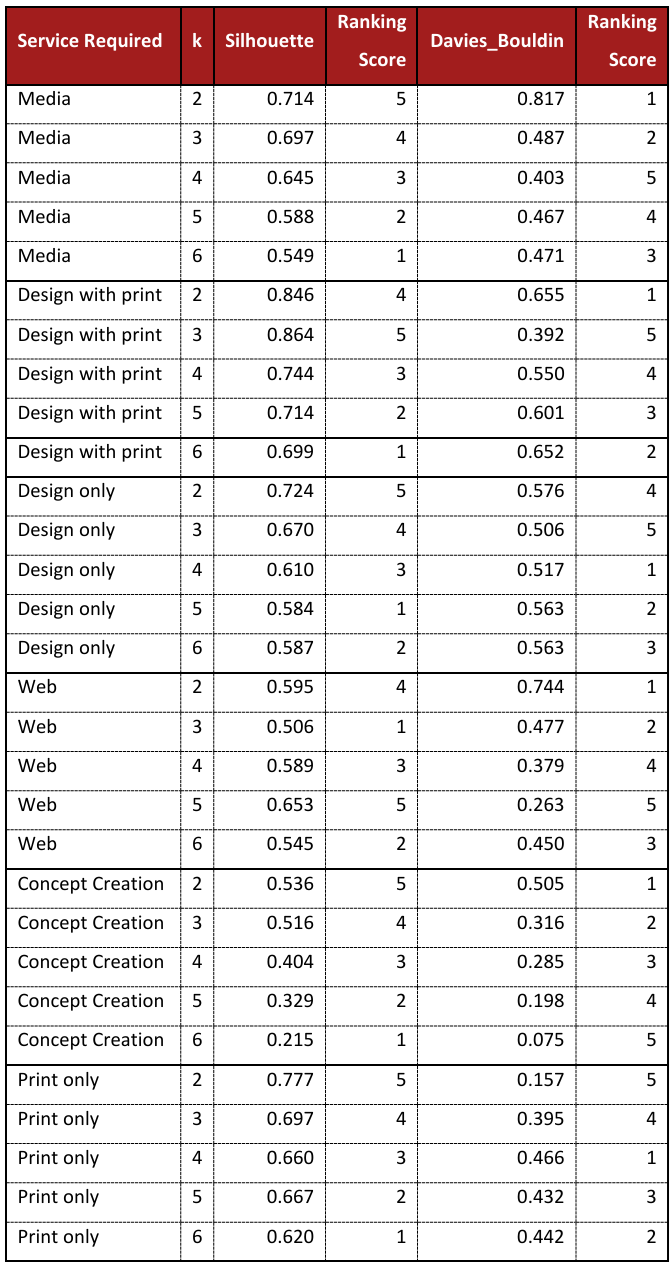 Service Required k Silhouette Ranking Score Davies_Bouldin Ranking Score
Media 2 0.714 5 0.817 1
Media 3 0.697 4 0.487 2
Media 4 0.645 3 0.403 5
Media 5 0.588 2 0.467 4
Media 6 0.549 1 0.471 3
Design with print 2 0.846 4 0.655 1
Design with print 3 0.864 5 0.392 5
Design with print 4 0.744 3 0.550 4
Design with print 5 0.714 2 0.601 3
Design with print 6 0.699 1 0.652 2
Design only 2 0.724 5 0.576 4
Design only 3 0.670 4 0.506 5
Design only 4 0.610 3 0.517 1
Design only 5 0.584 1 0.563 2
Design only 6 0.587 2 0.563 3
Web 2 0.595 4 0.744 1
Web 3 0.506 1 0.477 2
Web 4 0.589 3 0.379 4
Web 5 0.653 5 0.263 5
Web 6 0.545 2 0.450 3
Concept Creation 2 0.536 5 0.505 1
Concept Creation 3 0.516 4 0.316 2
Concept Creation 4 0.404 3 0.285 3
Concept Creation 5 0.329 2 0.198 4
Concept Creation 6 0.215 1 0.075 5
Print only 2 0.777 5 0.157 5
Print only 3 0.697 4 0.395 4
Print only 4 0.660 3 0.466 1
Print only 5 0.667 2 0.432 3
Print only 6 0.620 1 0.442 2